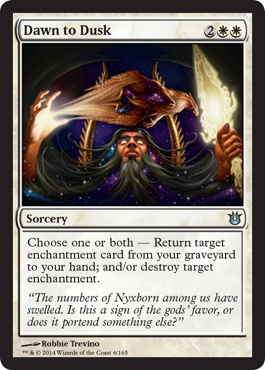 Dawn to Dusk 2
Sorcery
Choose one or both — Return target
enchantment card from your graveyard
to your hand; and/or destroy target
enchantment.
“The numbers of Nyxborn among us have
swelled. Is this a sign of the gods’ favor, or
does it portend something else?”
Robbie Trevino
™ & © 2014 Wizards of the Coast 6/165